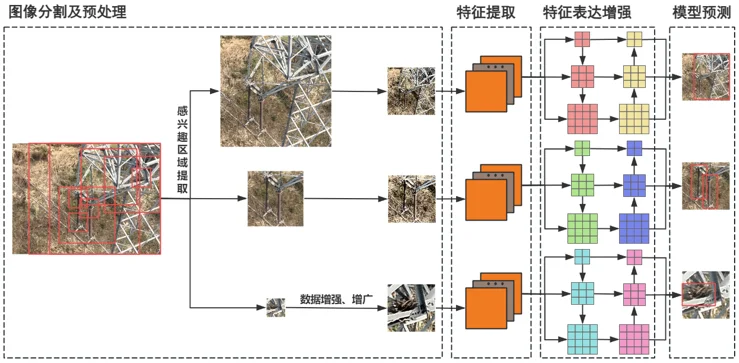 图像分割及预处理
特征提取
特征表达增强
模型预测
感兴趣区域提取
数据增强、增广